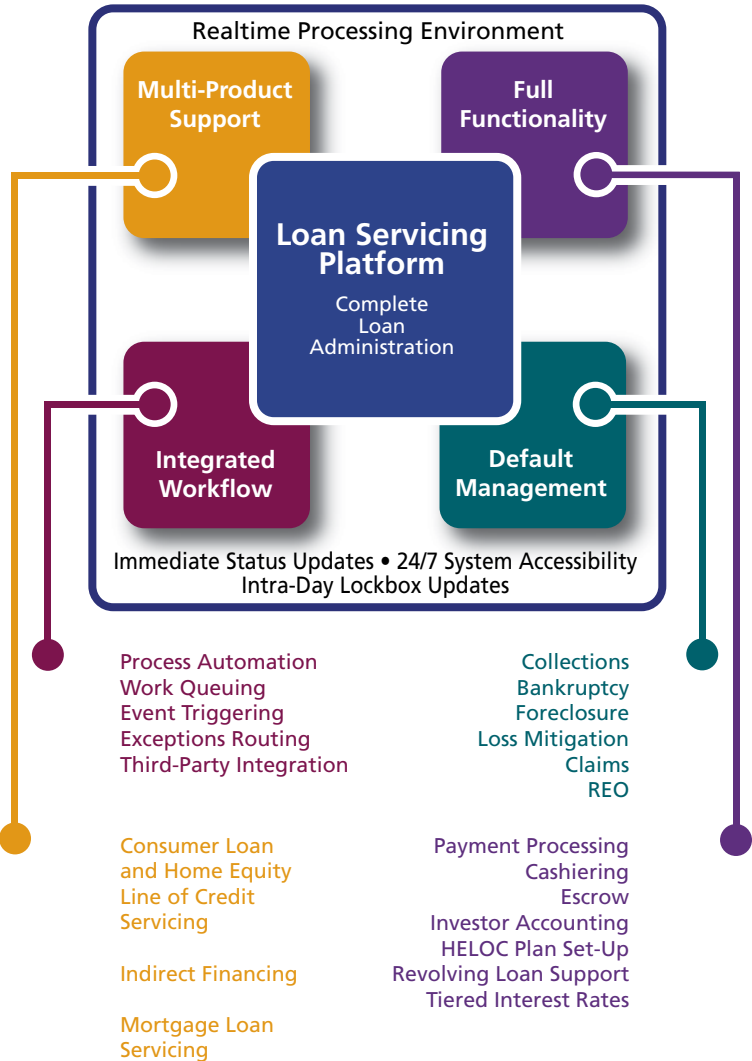 Realtime Processing Environment
Multi-Product
Support
Full
Functionality
Loan Servicing
Platform
Complete
Loan
Administration
Integrated
Workflow
Default
Management
Immediate Status Updates • 24/7 System Accessibility
Intra-Day Lockbox Updates
Process Automation
Work Queuing
Event Triggering
Exceptions Routing
Third-Party Integration
Collections
Bankruptcy
Foreclosure
Loss Mitigation
Claims
REO
Consumer Loan
and Home Equity
Line of Credit
Servicing
Indirect Financing
Mortgage Loan
Servicing
Payment Processing
Cashiering
Escrow
Investor Accounting
HELOC Plan Set-Up
Revolving Loan Support
Tiered Interest Rates